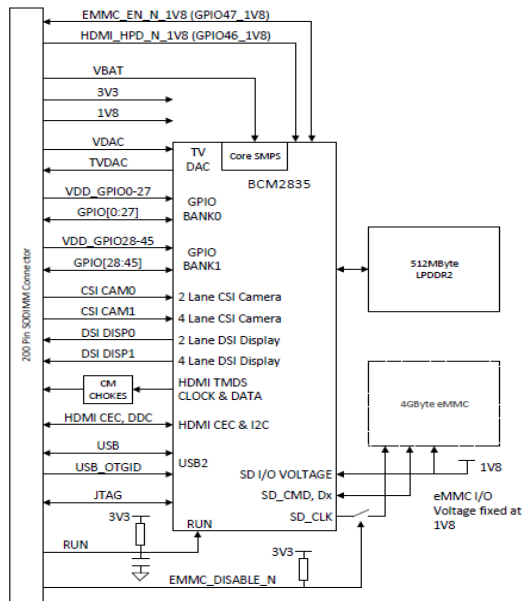 EMMC_EN_N_1V8 (GPIO47_1V8)
HDMI_HPD_N_1V8 (GPIO46_1V8)
VBAT
3V3
1V8
VDAC
TVDAC
VDD_GPIO0-27
GPIO[0:27]
VDD_GPIO28-45
GPIO[28:45]
CSI CAM0
CSI CAM1
DSI DISP0
DSI DISP1
CM
CHOKES
HDMI CEC, DDC
USB
USB_OTGID
JTAG
3V3
RUN
EMMC_DISABLE_N
3V3
200 Pin SODIMM Connector
TV
DAC
Core SMPS
BCM2835
GPIO
BANK0
GPIO
BANK1
2 Lane CSI Camera
4 Lane CSI Camera
2 Lane DSI Display
4 Lane DSI Display
HDMI TMDS
CLOCK & DATA
HDMI CEC & I2C
USB2
SD I/O VOLTAGE
SD_CMD, Dx
SD_CLK
RUN
512MByte
LPDDR2
4GByte eMMC
1V8
eMMC I/O
Voltage fixed at
1V8